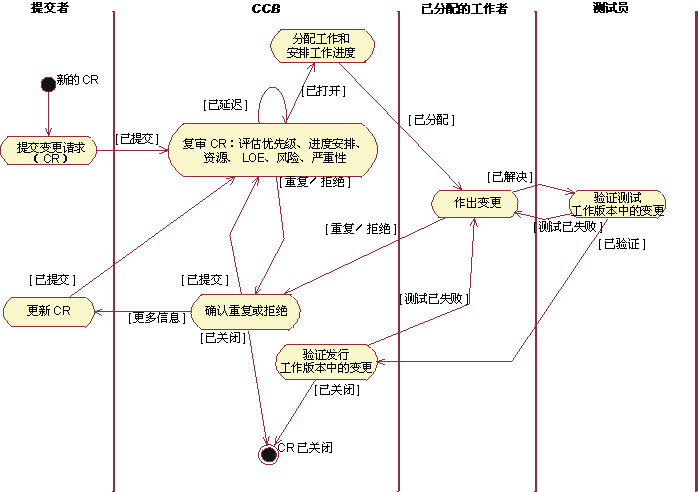 提交者
CCB
已分配的工作者
测试员
分配工作和
安排工作进度
新的 CR
[已延迟]
[已打开]
[已分配]
提交变更请求
（CR）
[已提交]
复审 CR：评估优先级、进度安排、
资源、LOE、风险、严重性
[重复／拒绝]
[已解决]
作出变更
验证测试
工作版本中的变更
[重复／拒绝]
[测试已失败]
[已验证]
[已提交]
[已提交]
[测试已失败]
更新 CR
[更多信息]
确认重复或拒绝
[已关闭]
验证发行
工作版本中的变更
[已关闭]
CR 已关闭